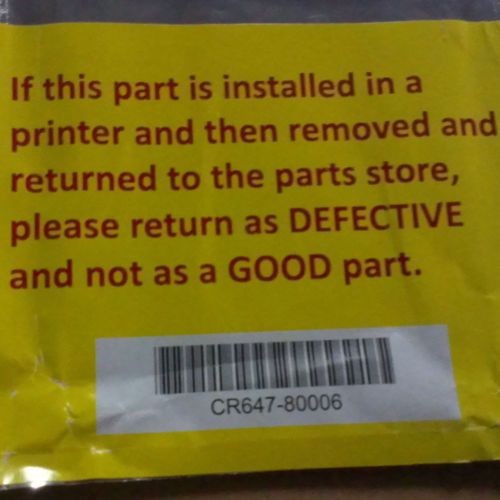 If this part is installed in a
printer and then removed and
returned to the parts store,
please return as DEFECTIVE
and not as a GOOD part.
CR647-80006